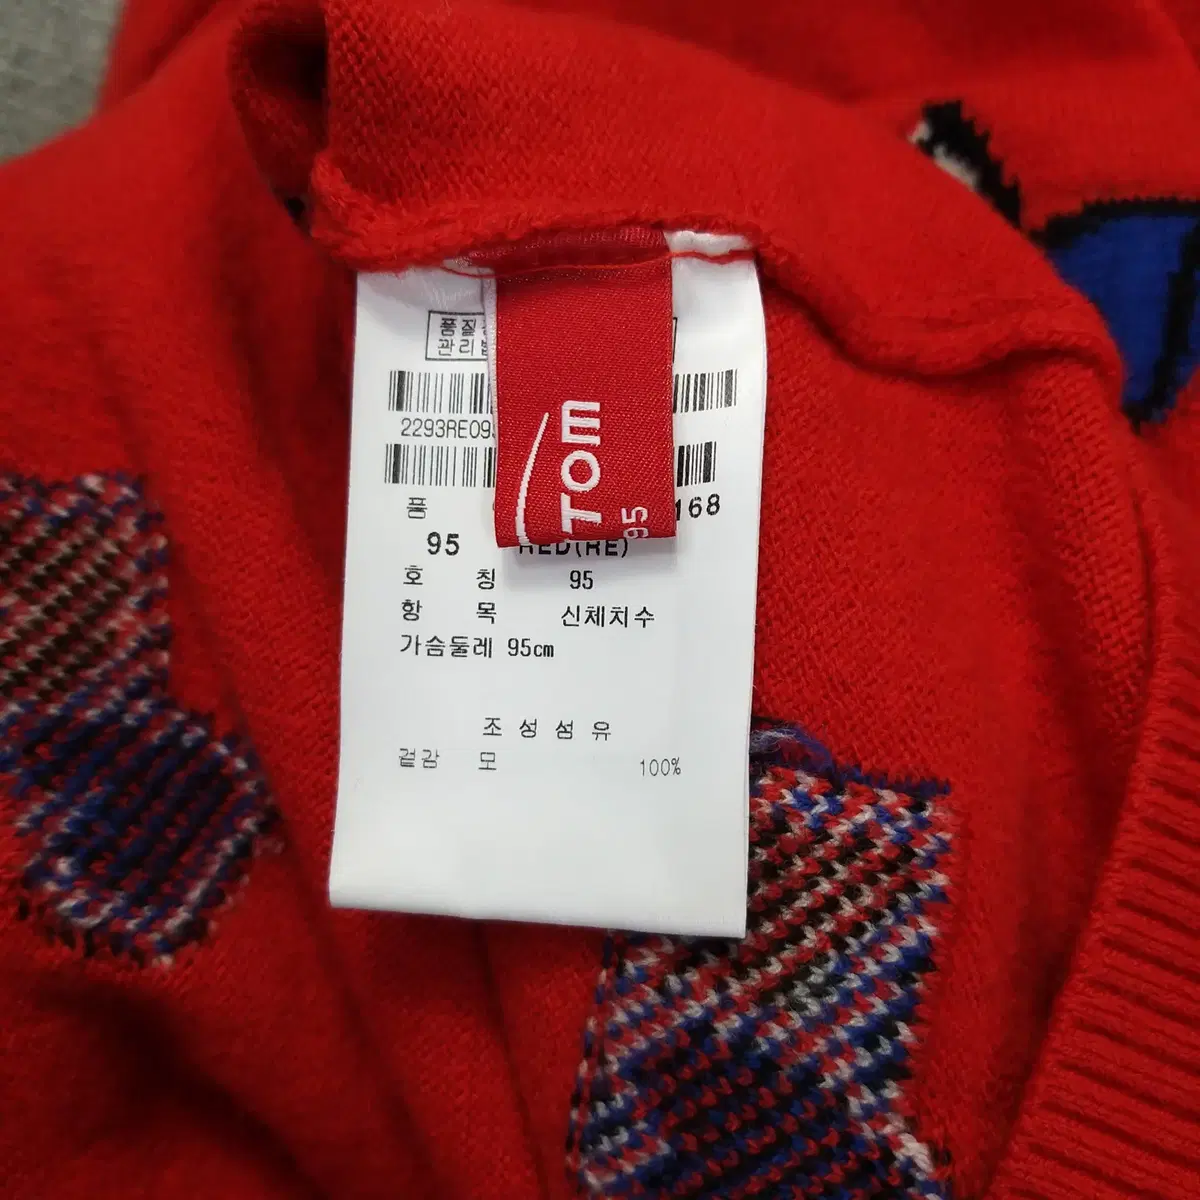 품질
관리
2293RE09
품 168
95 RED(RE)
호 칭 95
항 목 신체치수
가슴둘레 95cm
조성섬유
겉감 모 100%
Tom
95